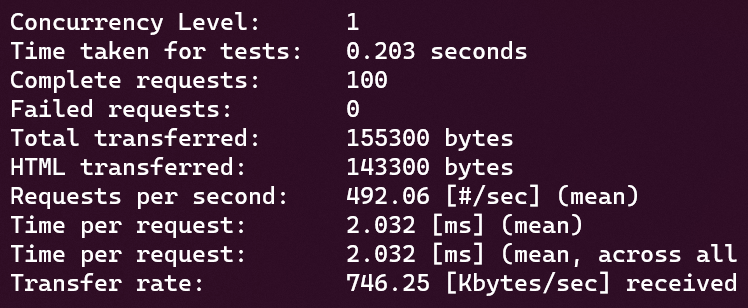 Concurrency Level:      1
Time taken for tests:   0.203 seconds
Complete requests:      100
Failed requests:        0
Total transferred:      155300 bytes
HTML transferred:       143300 bytes
Requests per second:    492.06 [#/sec] (mean)
Time per request:       2.032 [ms] (mean)
Time per request:       2.032 [ms] (mean, across all
Transfer rate:          746.25 [Kbytes/sec] received